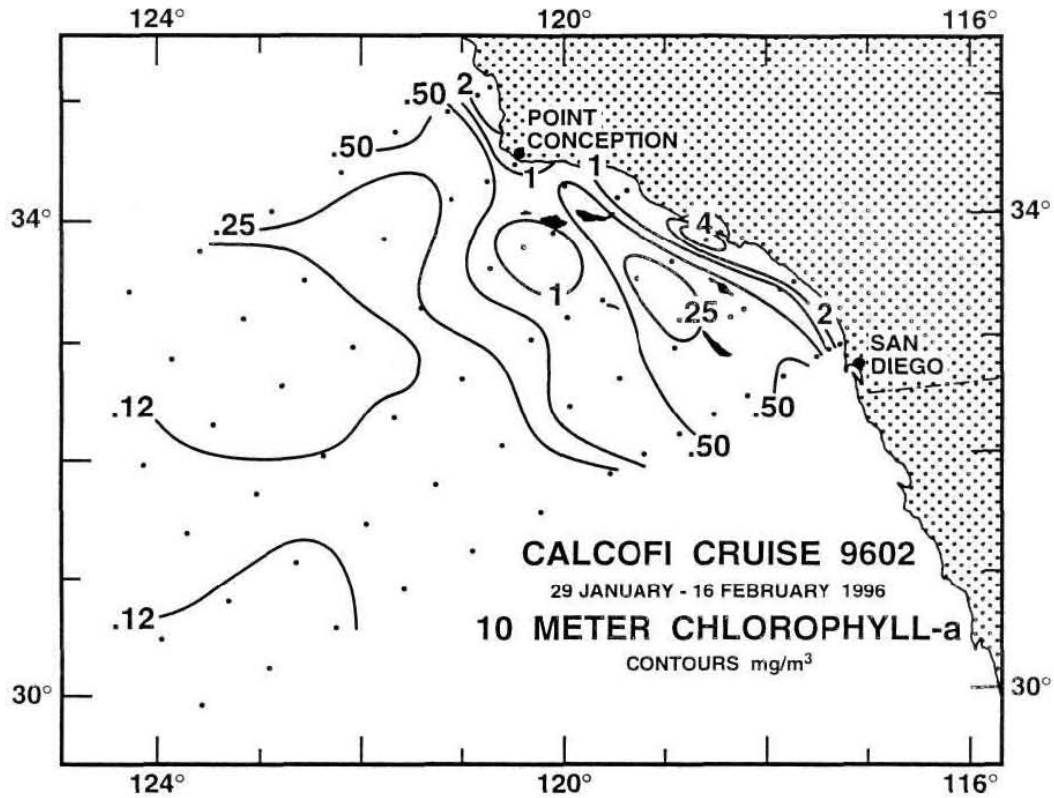 124° 120° 116°
.50 2
POINT
CONCEPTION
.50
1 1
34° 34°
.25 4
1 .25 2
SAN
DIEGO
.12 .50
.50
CALCOFI CRUISE 9602
29 JANUARY - 16 FEBRUARY 1996
.12 10 METER CHLOROPHYLL-a
CONTOURS mg/m³
30° 30°
124° 120° 116°